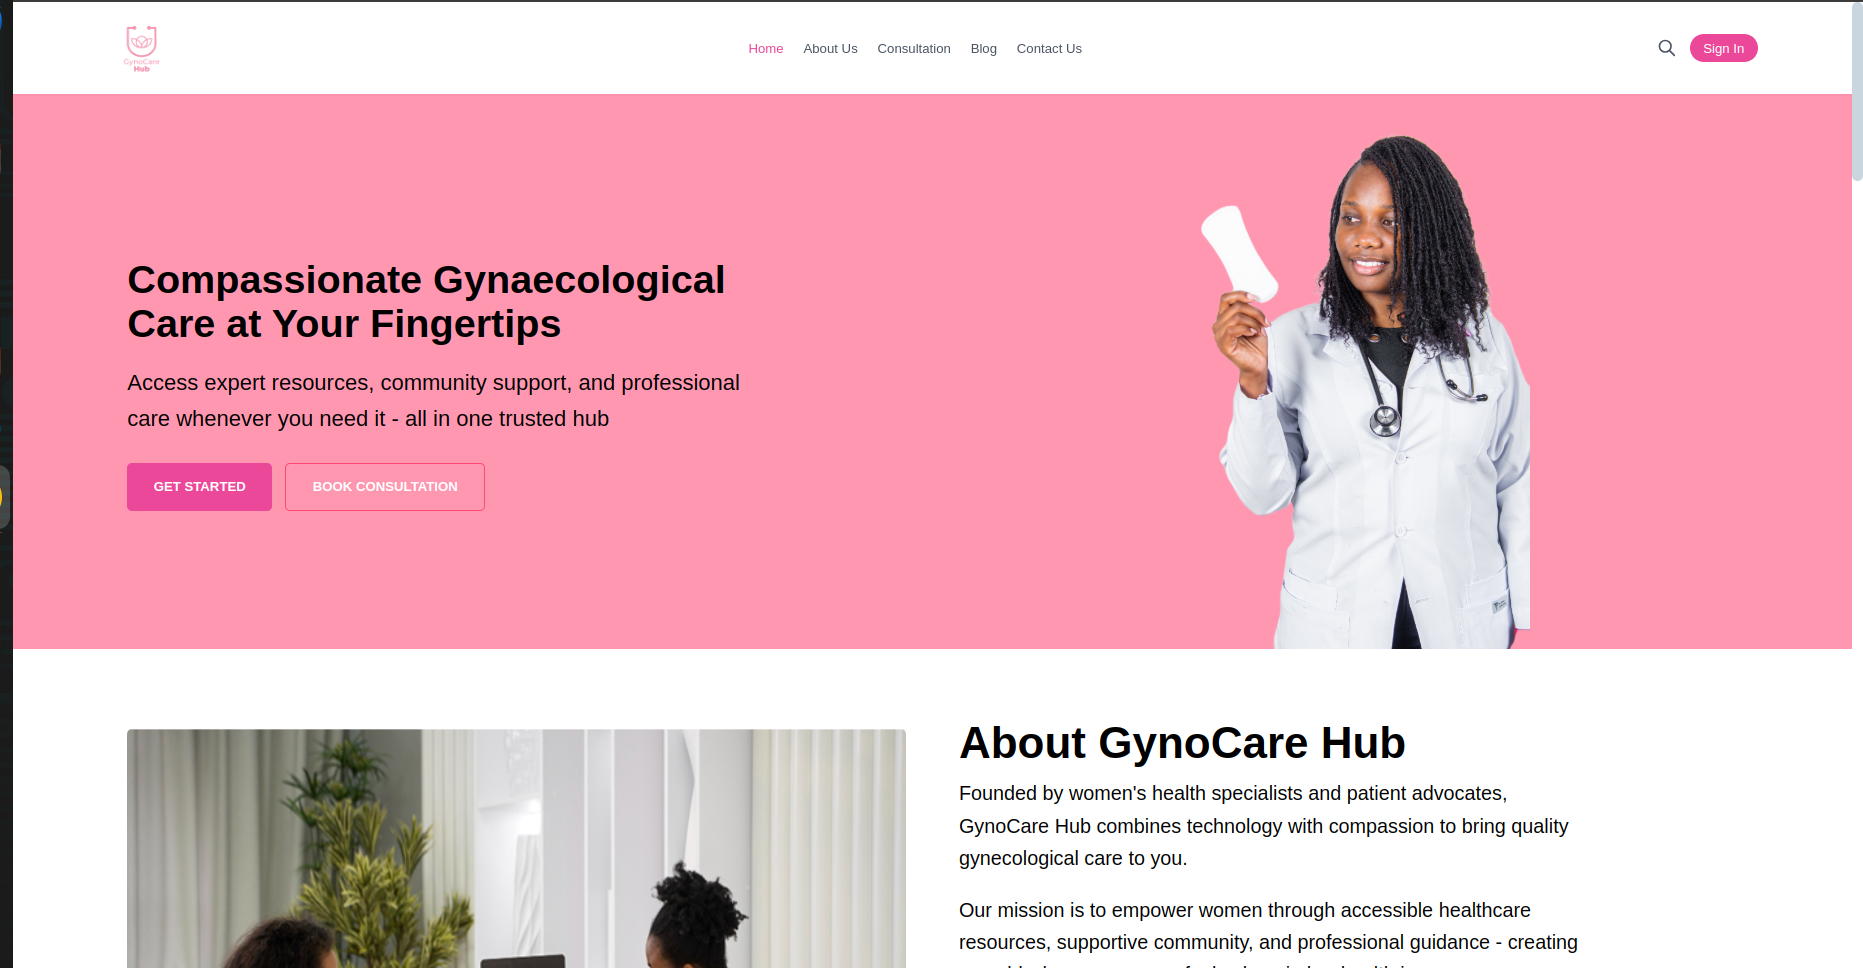 GynoCare
Hub
Home
About Us
Consultation
Blog
Contact Us
Sign In
Compassionate Gynaecological
Care at Your Fingertips
Access expert resources, community support, and professional
care whenever you need it - all in one trusted hub
GET STARTED
BOOK CONSULTATION
About GynoCare Hub
Founded by women's health specialists and patient advocates,
GynoCare Hub combines technology with compassion to bring quality
gynecological care to you.
Our mission is to empower women through accessible healthcare
resources, supportive community, and professional guidance - creating